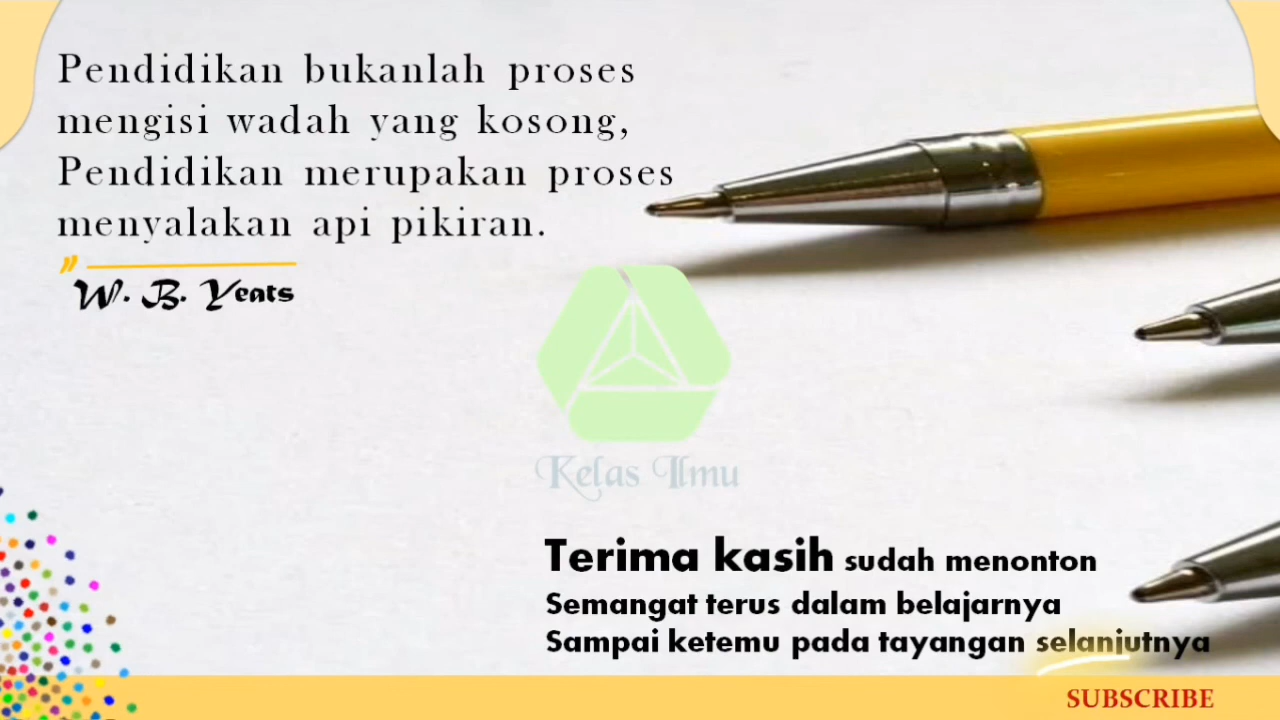 Pendidikan bukanlah proses
mengisi wadah yang kosong,
Pendidikan merupakan proses
menyalakan api pikiran.
"
W. B. Yeats
Kelas Ilmu
Terima kasih sudah menonton
Semangat terus dalam belajarnya
Sampai ketemu pada tayangan selanjutnya
SUBSCRIBE